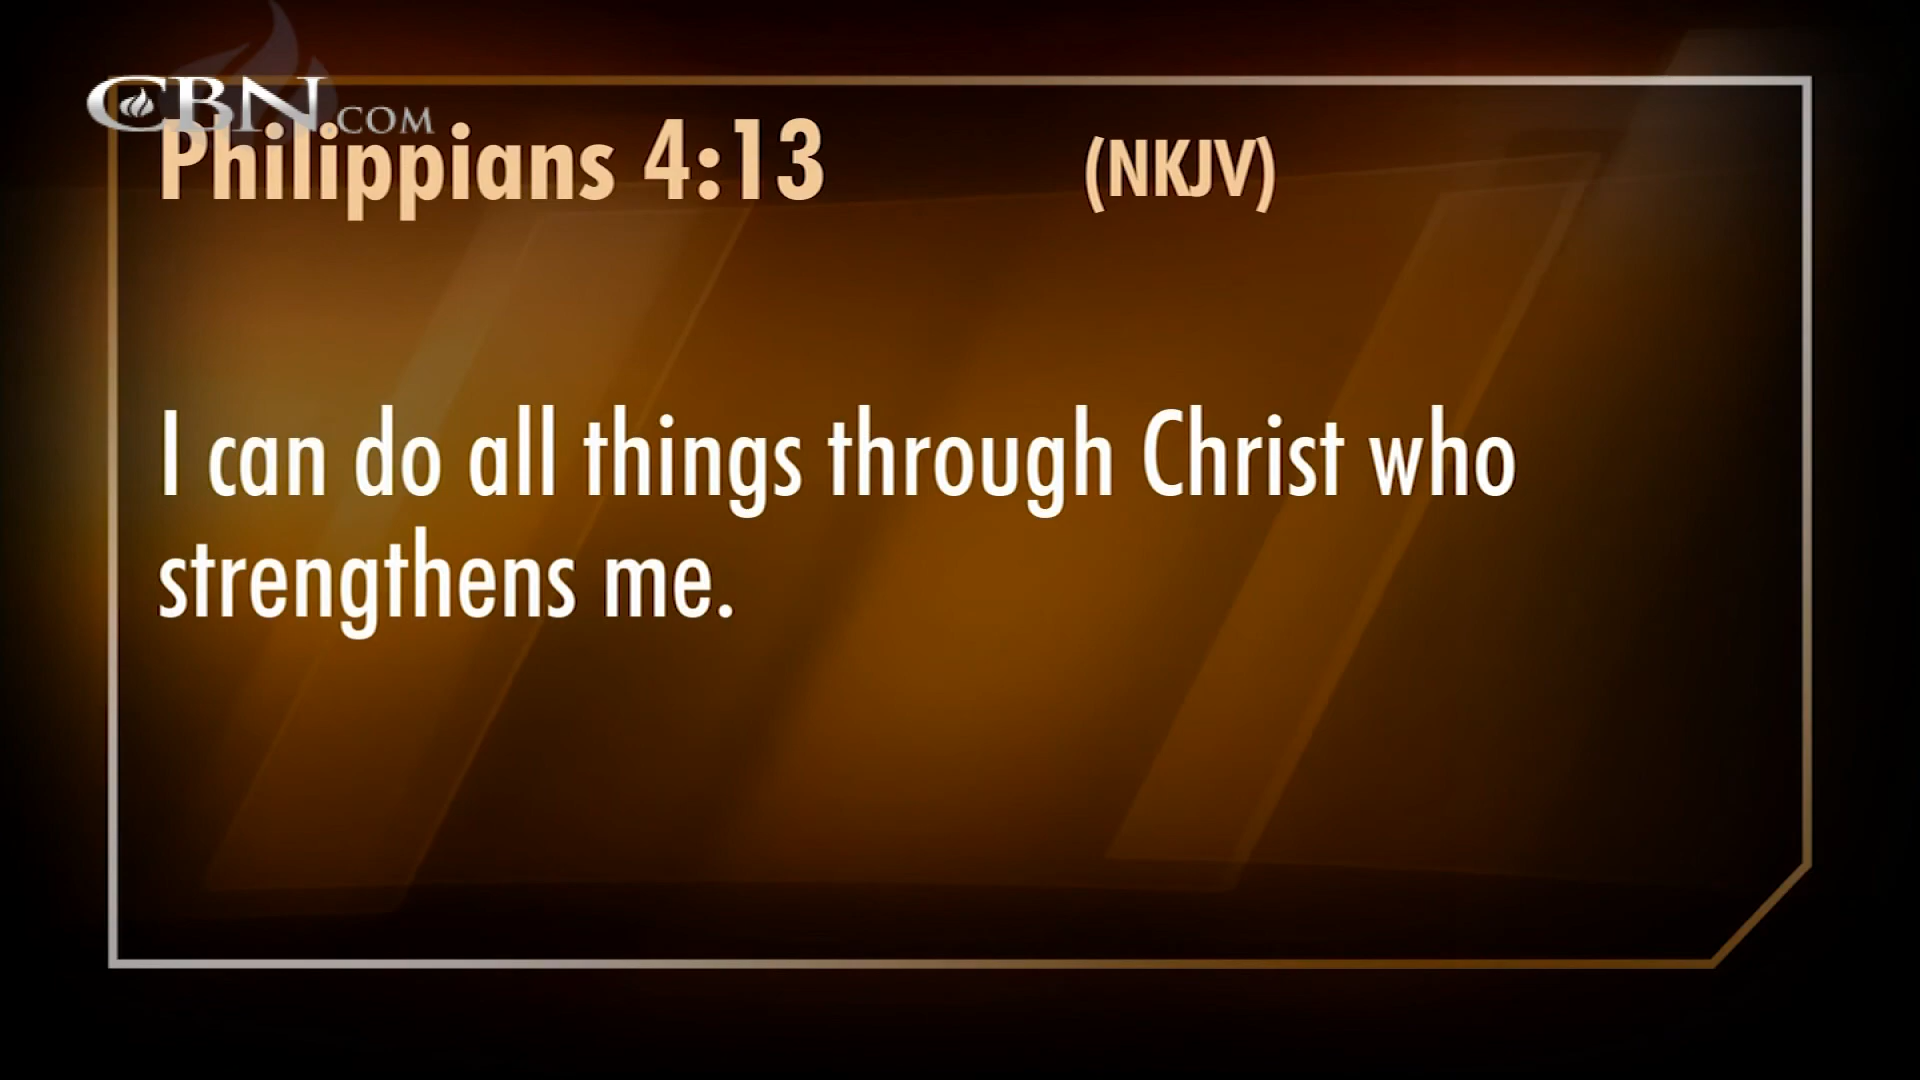 CBN.COM
Philippians 4:13 (NKJV)
I can do all things through Christ who
strengthens me.